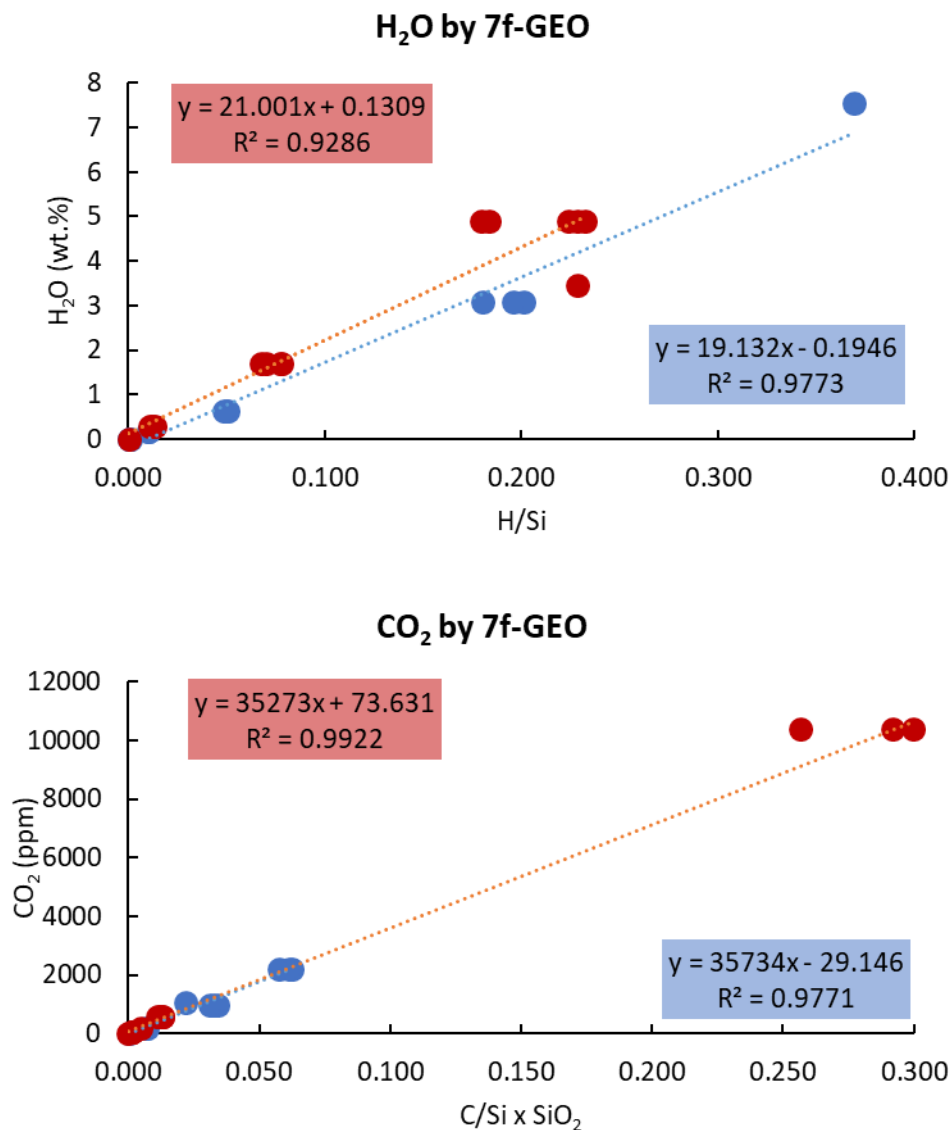 H₂O by 7f-GEO
y = 21.001x + 0.1309
R² = 0.9286
8
7
6
5
4
3
2
1
0
H₂O (wt.%)
y = 19.132x - 0.1946
R² = 0.9773
0.000 0.100 0.200 0.300 0.400
H/Si
CO₂ by 7f-GEO
y = 35273x + 73.631
R² = 0.9922
12000
10000
8000
6000
4000
2000
0
CO₂ (ppm)
y = 35734x - 29.146
R² = 0.9771
0.000 0.050 0.100 0.150 0.200 0.250 0.300
C/Si x SiO₂